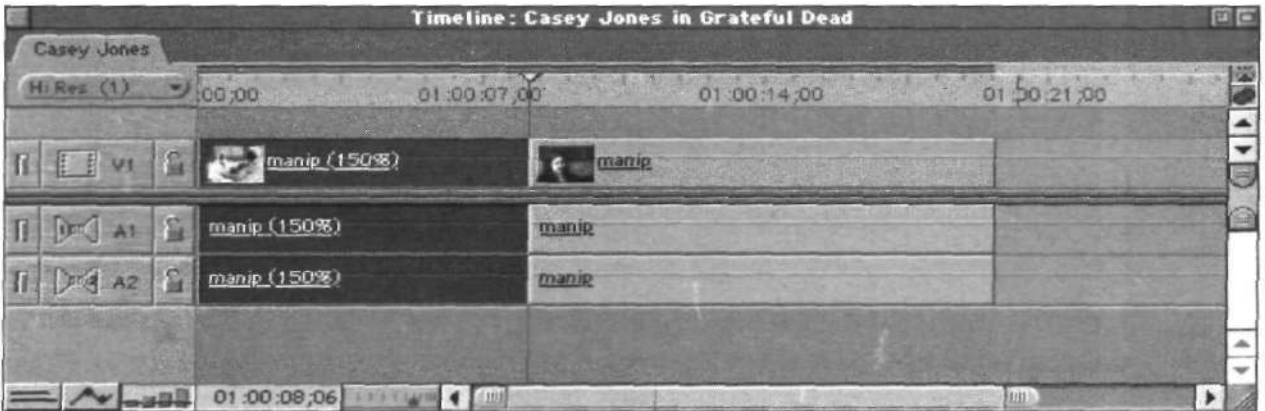 Timeline: Casey Jones in Grateful Dead
Casey Jones
Hi Res (1)
:00;00 01:00:07;00 01:00:14;00 01:00:21;00
V1 manip (150%) manip
A1 manip (150%) manip
A2 manip (150%) manip
01:00:08;06